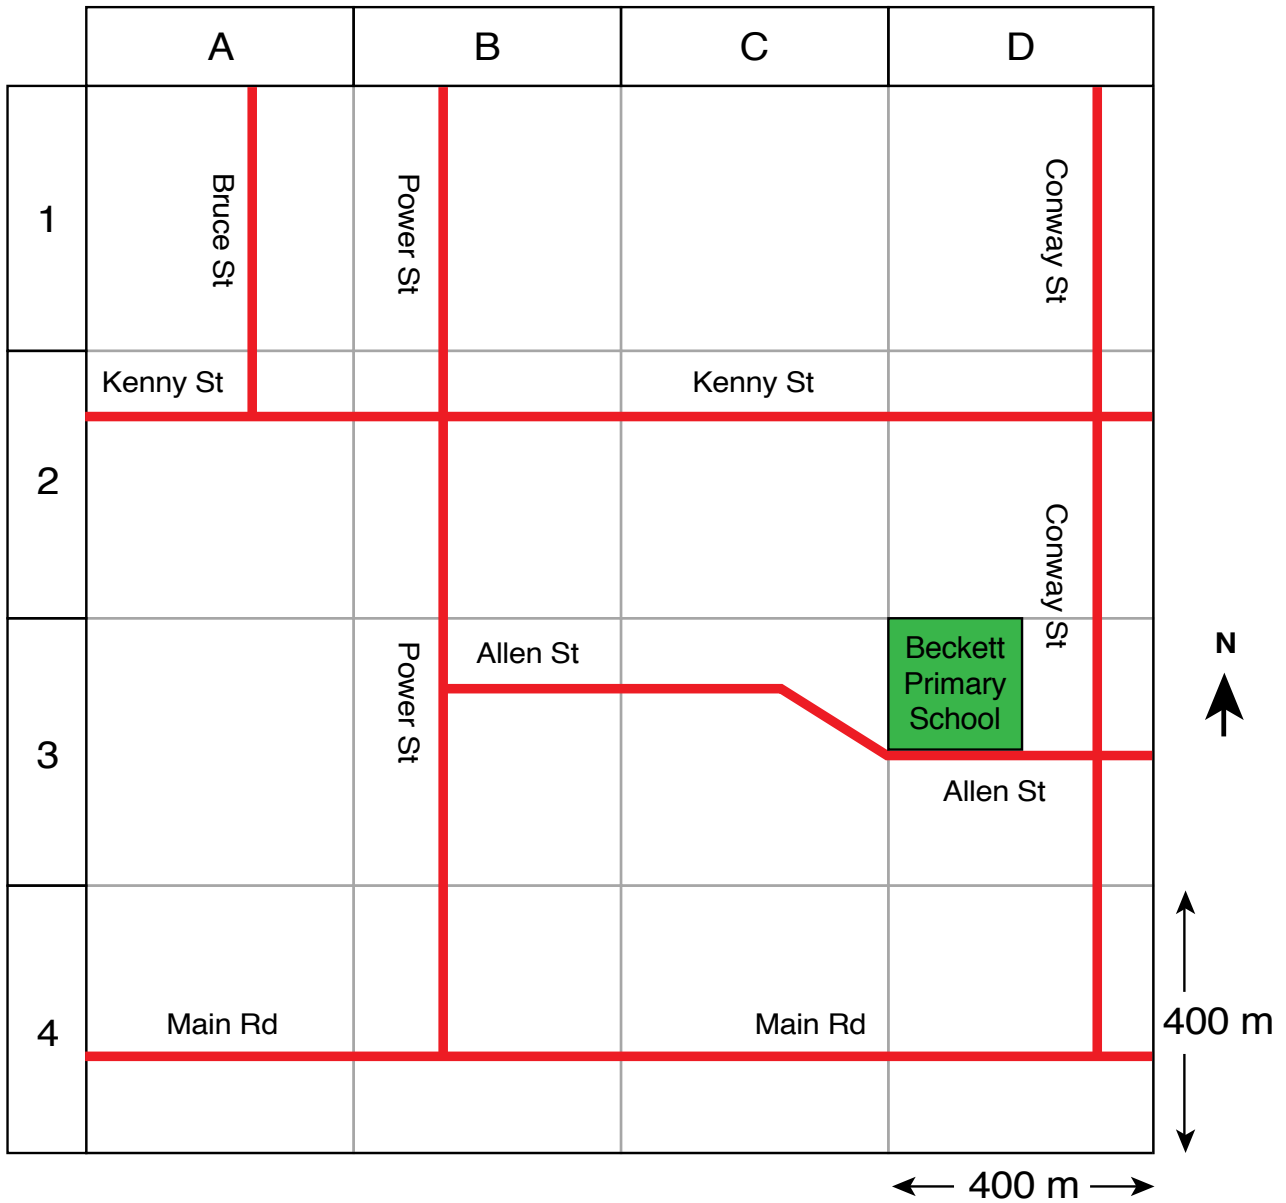 A
B
C
D
1
Bruce St
Power St
Conway St
Kenny St
Kenny St
2
Conway St
3
Power St
Allen St
Beckett
Primary
School
Allen St
N
4
Main Rd
Main Rd
400 m
400 m